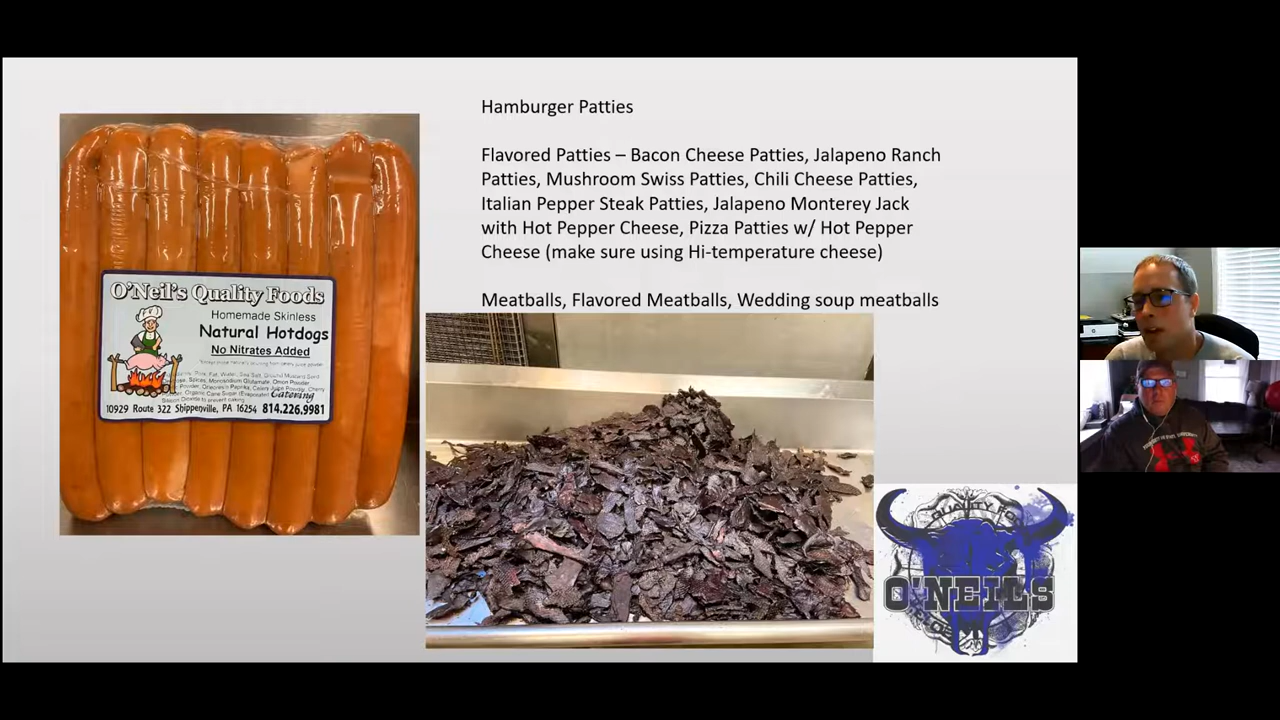 Hamburger Patties
Flavored Patties – Bacon Cheese Patties, Jalapeno Ranch
Patties, Mushroom Swiss Patties, Chili Cheese Patties,
Italian Pepper Steak Patties, Jalapeno Monterey Jack
with Hot Pepper Cheese, Pizza Patties w/ Hot Pepper
Cheese (make sure using Hi-temperature cheese)
Meatballs, Flavored Meatballs, Wedding soup meatballs
O'Neil's Quality Foods
Homemade Skinless
Natural Hotdogs
No Nitrates Added
Catering
10929 Route 322 Shippenville, PA 16254 814.226.9981
QUALITY FO
O'NEILS